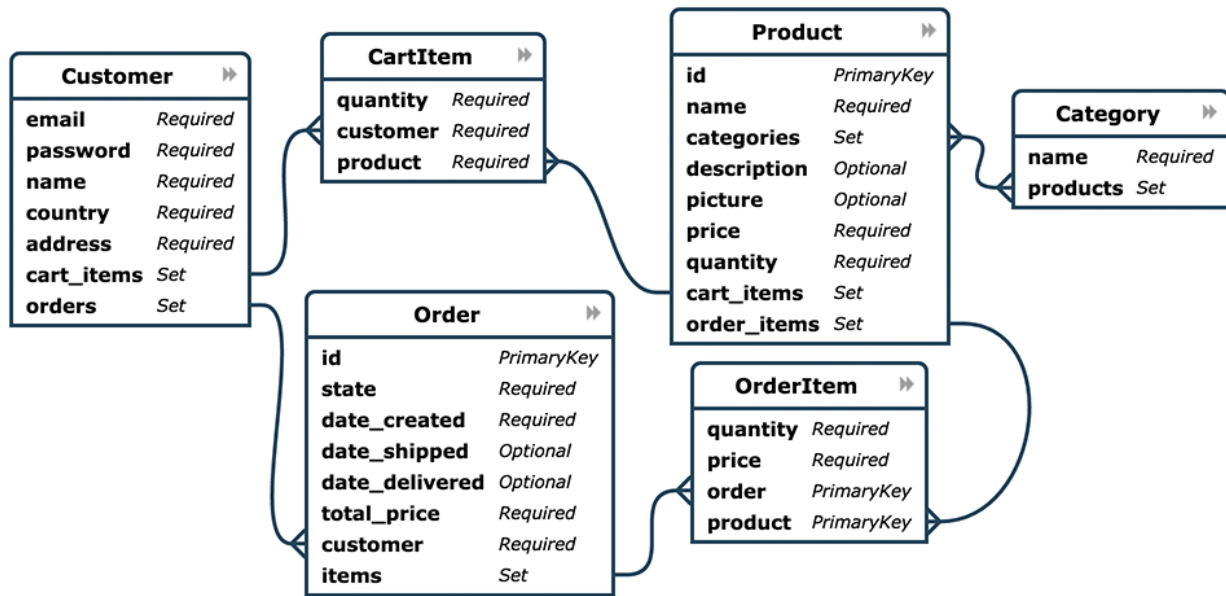 Customer
email Required
password Required
name Required
country Required
address Required
cart_items Set
orders Set
CartItem
quantity Required
customer Required
product Required
Product
id PrimaryKey
name Required
categories Set
description Optional
picture Optional
price Required
quantity Required
cart_items Set
order_items Set
Category
name Required
products Set
Order
id PrimaryKey
state Required
date_created Required
date_shipped Optional
date_delivered Optional
total_price Required
customer Required
items Set
OrderItem
quantity Required
price Required
order PrimaryKey
product PrimaryKey